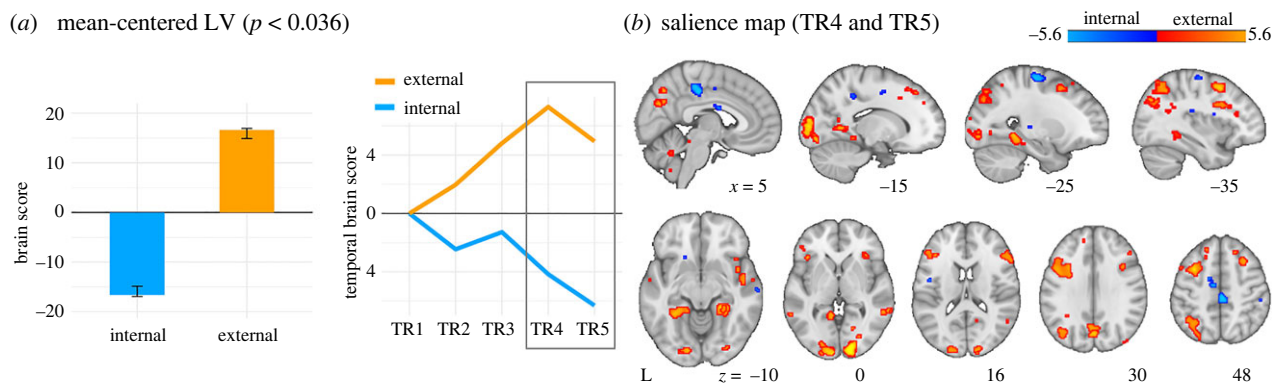 (a) mean-centered LV (p < 0.036)
20
10
0
−10
−20
brain score
internal
external
external
internal
4
0
4
temporal brain score
TR1 TR2 TR3 TR4 TR5
(b) salience map (TR4 and TR5)
internal external
−5.6 5.6
x = 5 −15 −25 −35
L z = −10 0 16 30 48